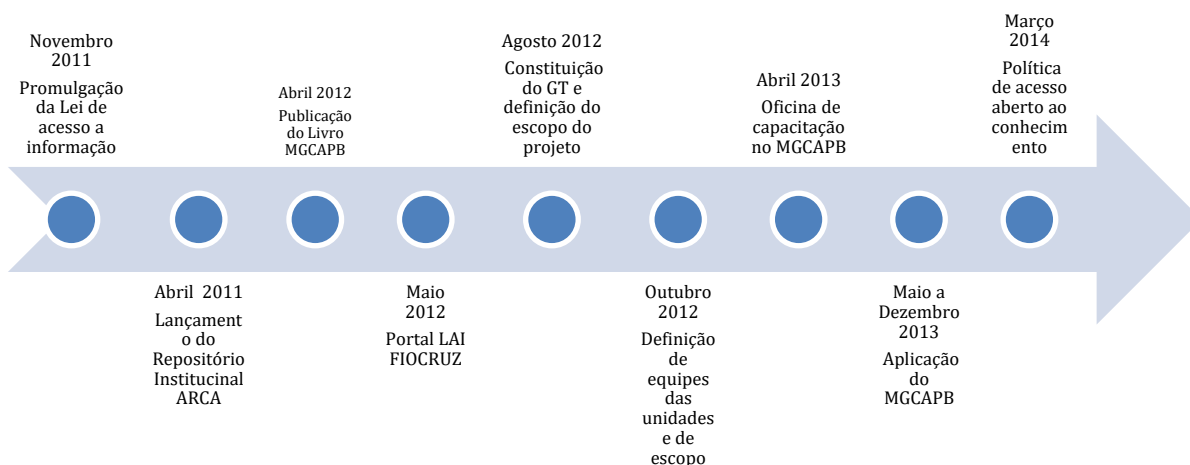 Novembro
2011
Promulgação
da Lei de
acesso a
informação
Abril  2011
Lançament
o do
Repositório
Institucinal
ARCA
Abril 2012
Publicação
do Livro
MGCAPB
Maio
2012
Portal LAI
FIOCRUZ
Agosto 2012
Constituição
do GT e
definição do
escopo do
projeto
Outubro
2012
Definição
de
equipes
das
unidades
e de
escopo
Abril 2013
Oficina de
capacitação
no MGCAPB
Maio a
Dezembro
2013
Aplicação
do
MGCAPB
Março
2014
Política
de acesso
aberto ao
conhecim
ento